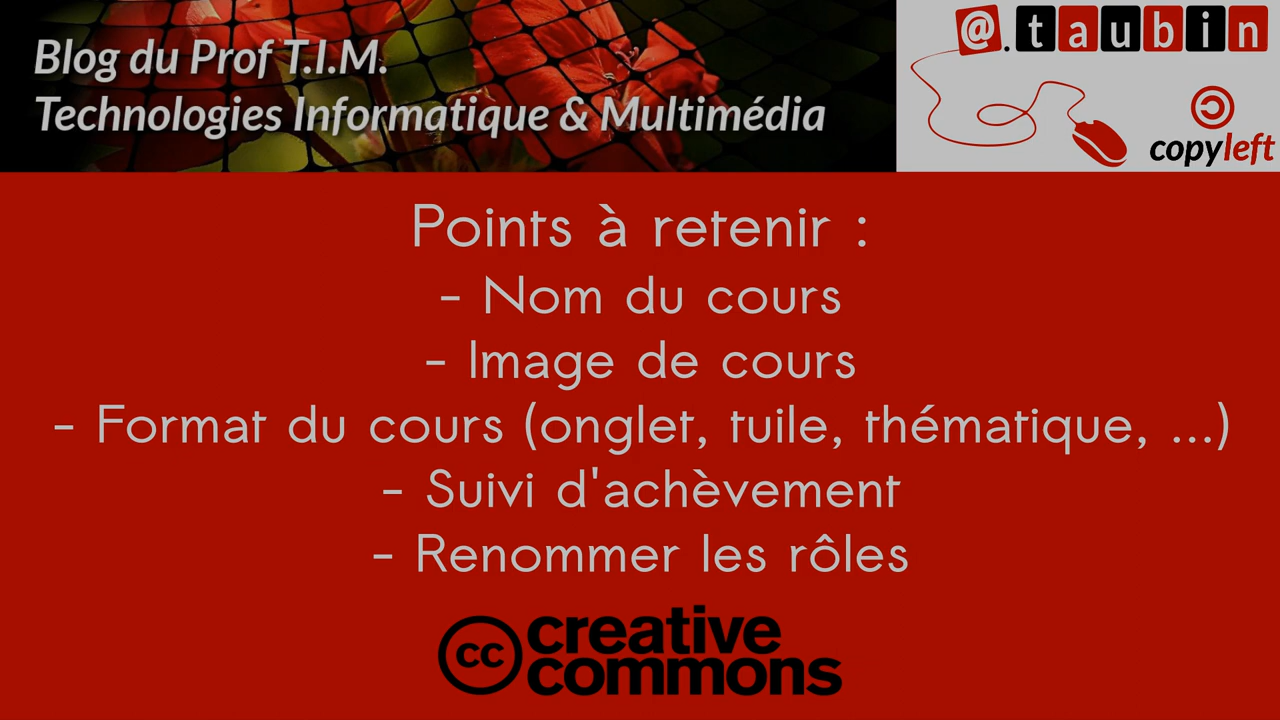 Blog du Prof T.I.M.
Technologies Informatique & Multimédia
@.taubin
copyleft
Points à retenir :
- Nom du cours
- Image de cours
- Format du cours (onglet, tuile, thématique, ...)
- Suivi d'achèvement
- Renommer les rôles
cc creative
commons